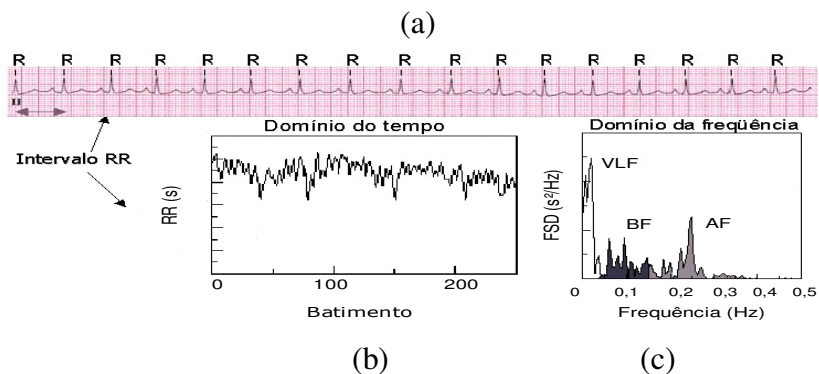 (a)
R R R R R R R R R R R R R R R R R
II
Intervalo RR
Domínio do tempo
RR (s)
0 100 200
Batimento
Domínio da freqüência
VLF
BF
AF
FSD (s²/Hz)
0 0,1 0,2 0,3 0,4 0,5
Frequência (Hz)
(b) (c)